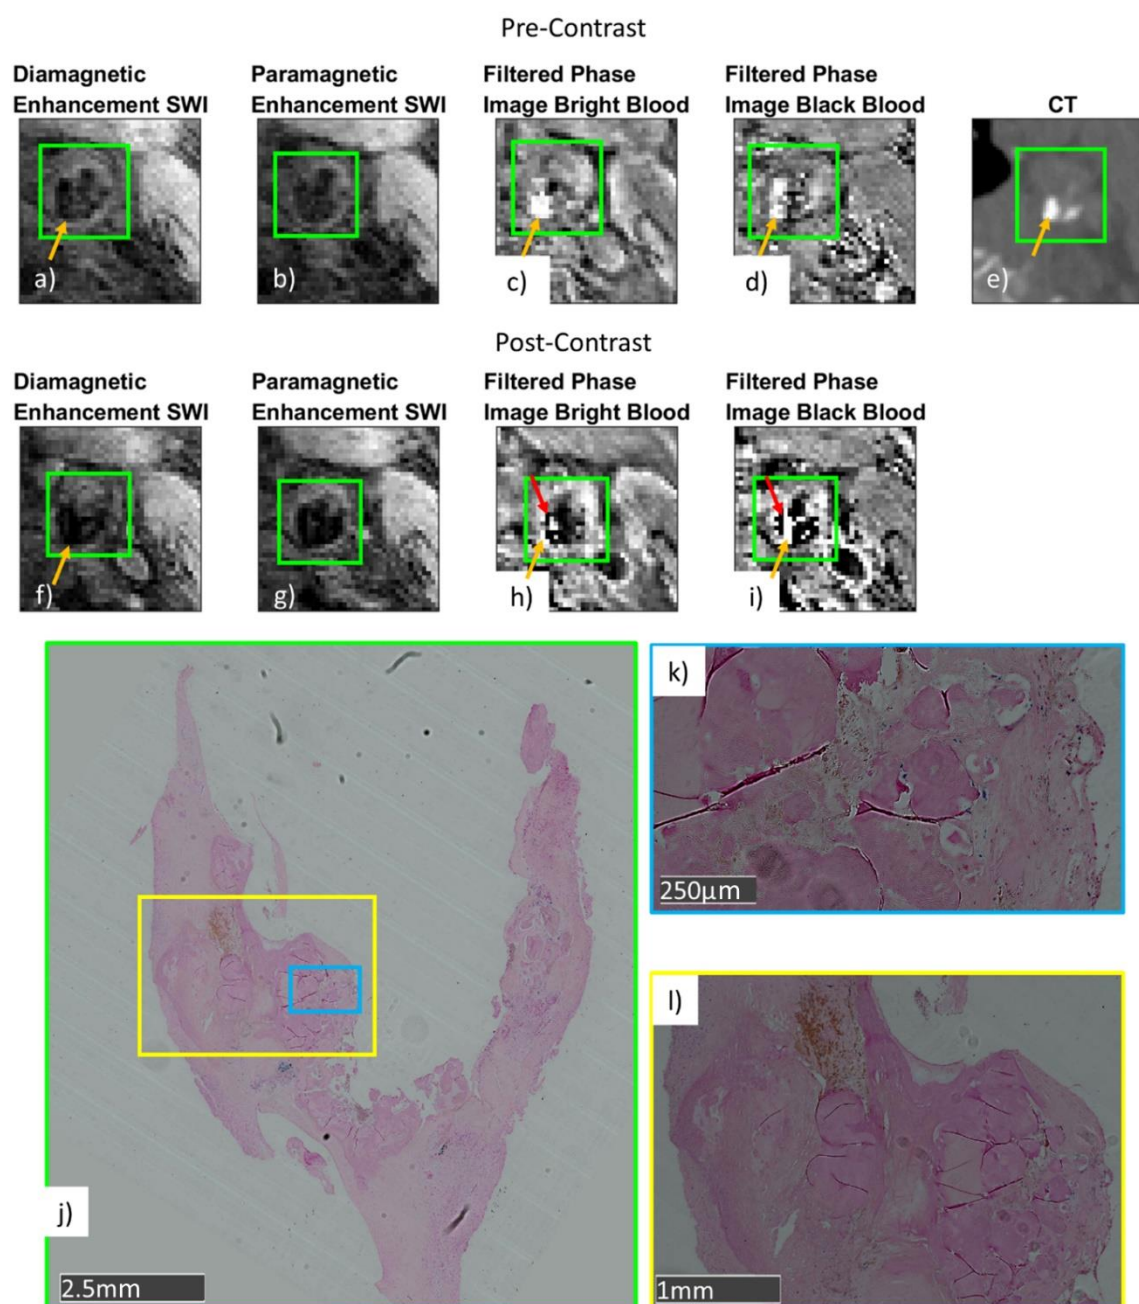 Pre-Contrast
Diamagnetic
Enhancement SWI
Paramagnetic
Enhancement SWI
Filtered Phase
Image Bright Blood
Filtered Phase
Image Black Blood
CT
a)
b)
c)
d)
e)
Post-Contrast
Diamagnetic
Enhancement SWI
Paramagnetic
Enhancement SWI
Filtered Phase
Image Bright Blood
Filtered Phase
Image Black Blood
f)
g)
h)
i)
j)
2.5mm
k)
250μm
l)
1mm